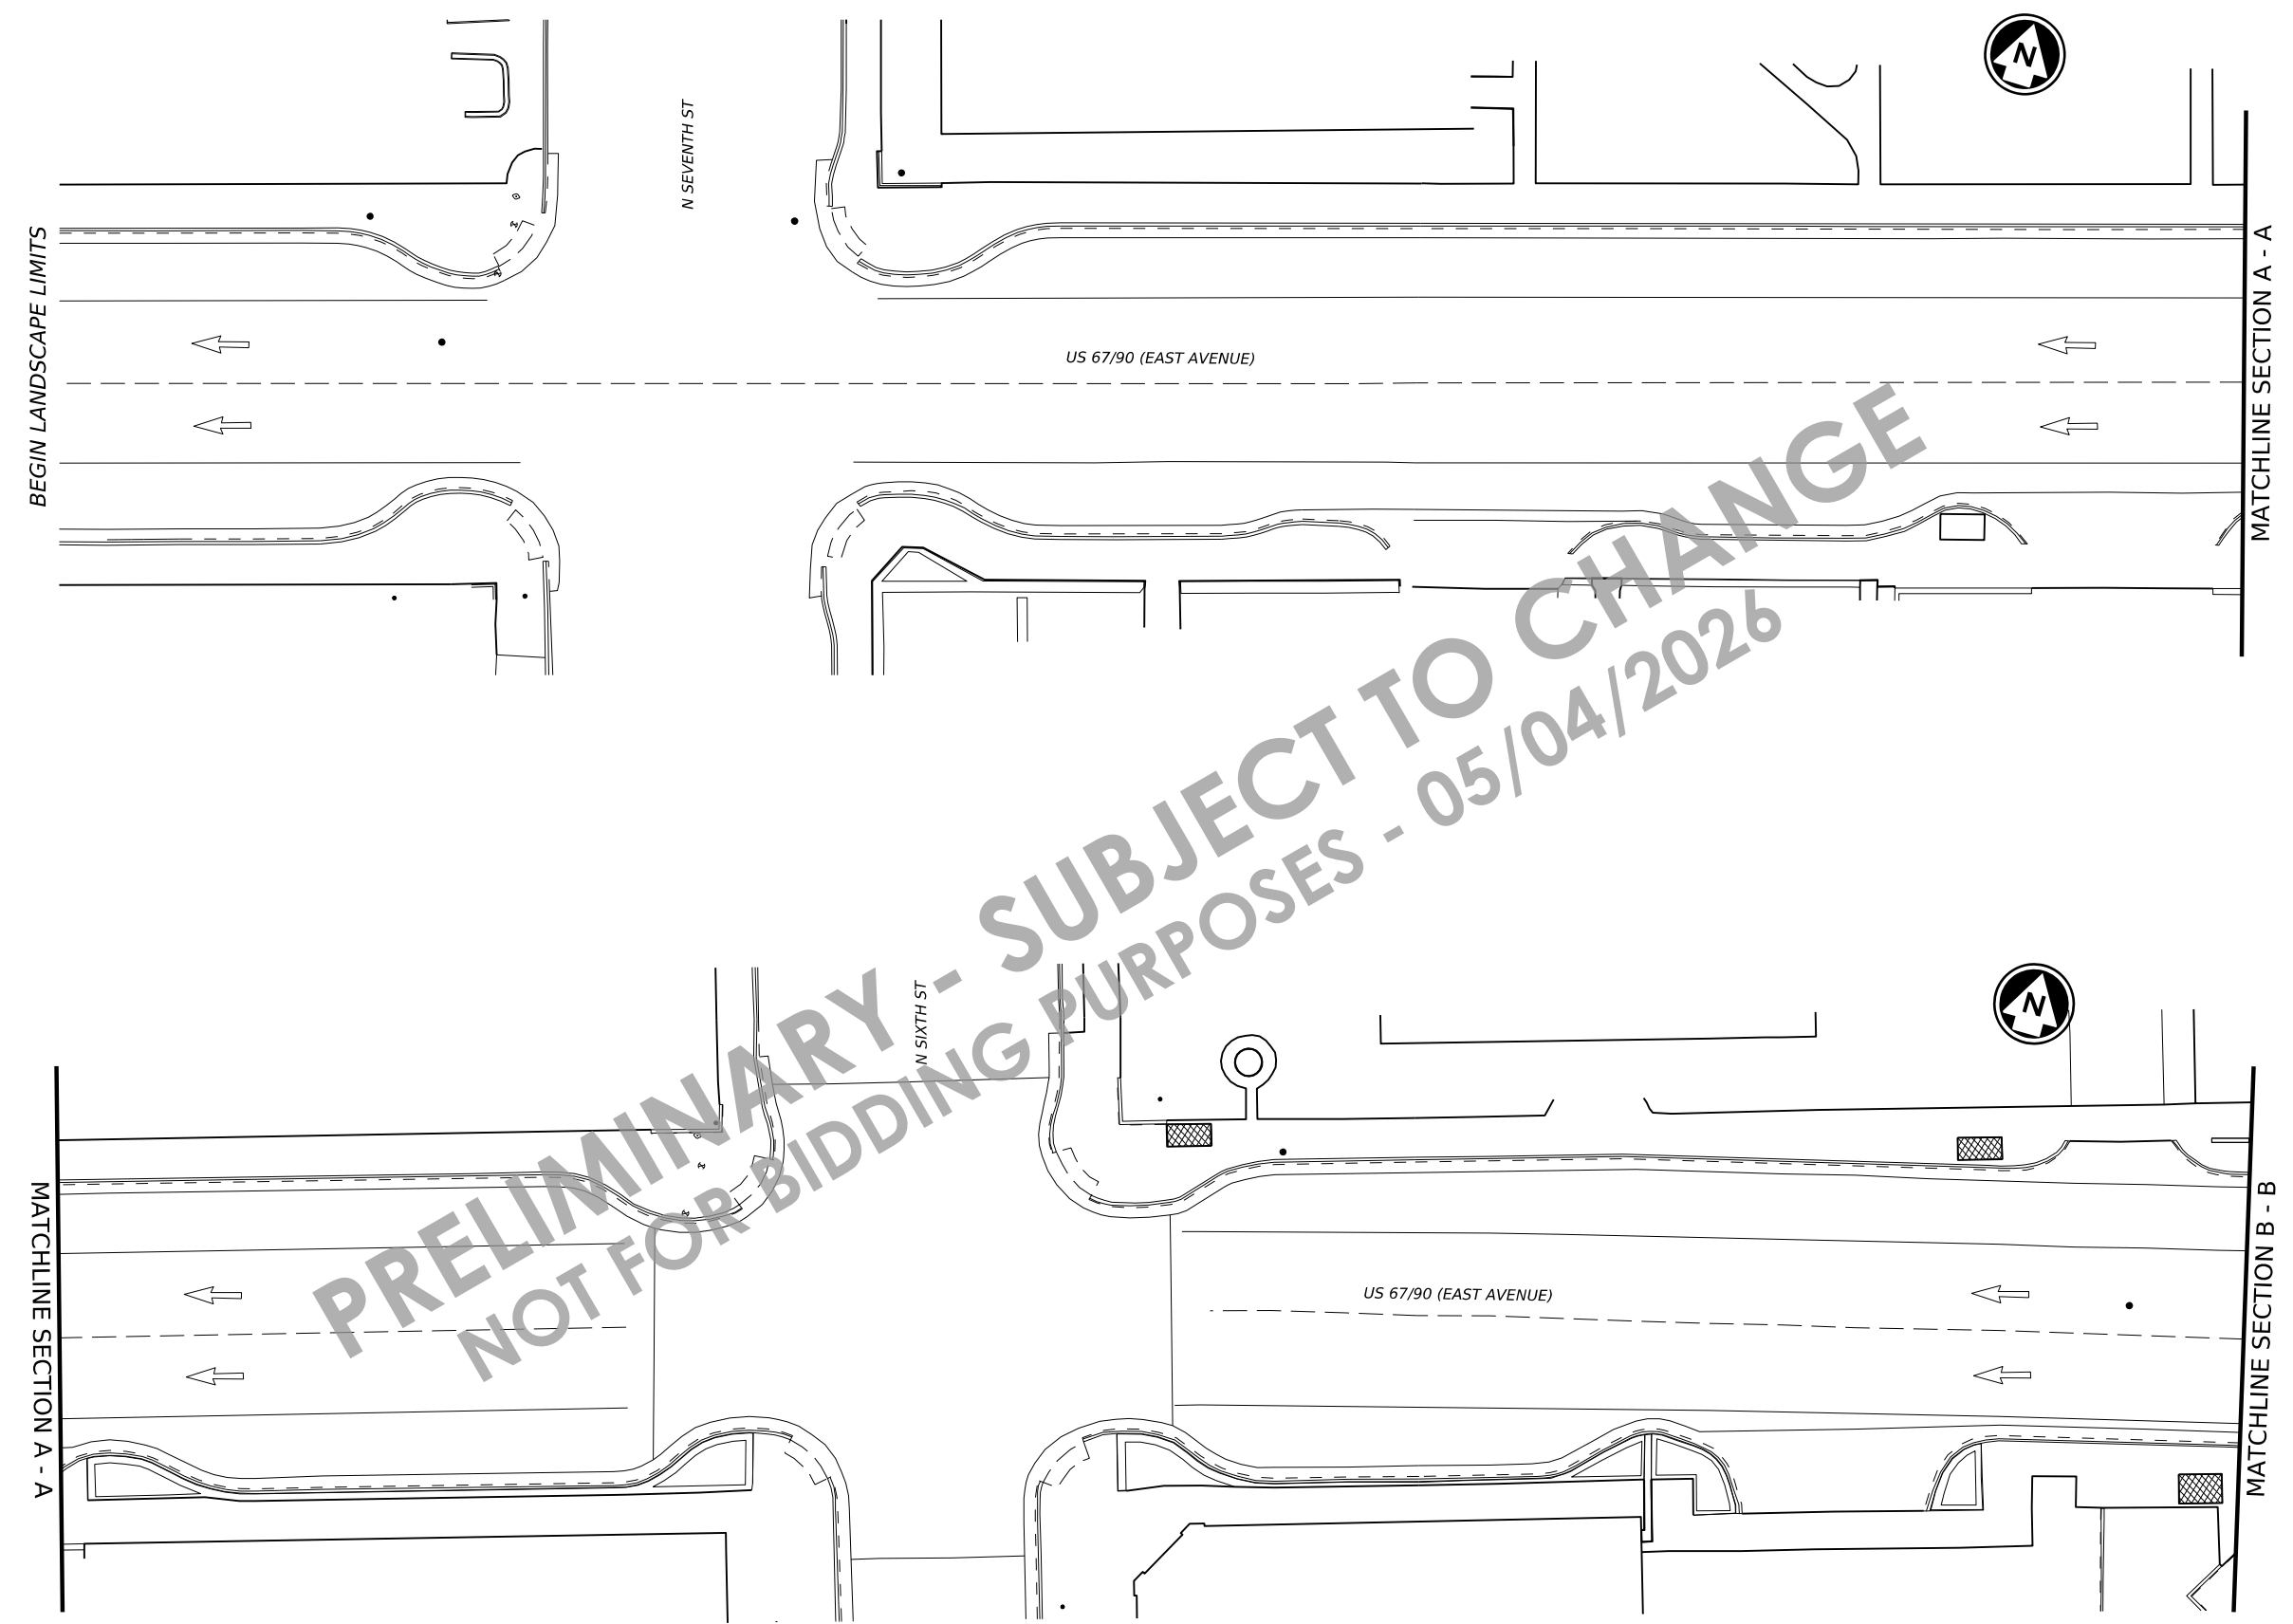 N
N SEVENTH ST
BEGIN LANDSCAPE LIMITS
US 67/90 (EAST AVENUE)
MATCHLINE SECTION A - A
PRELIMINARY - SUBJECT TO CHANGE
NOT FOR BIDDING PURPOSES - 05/04/2026
N
N SIXTH ST
MATCHLINE SECTION A - A
US 67/90 (EAST AVENUE)
MATCHLINE SECTION B - B